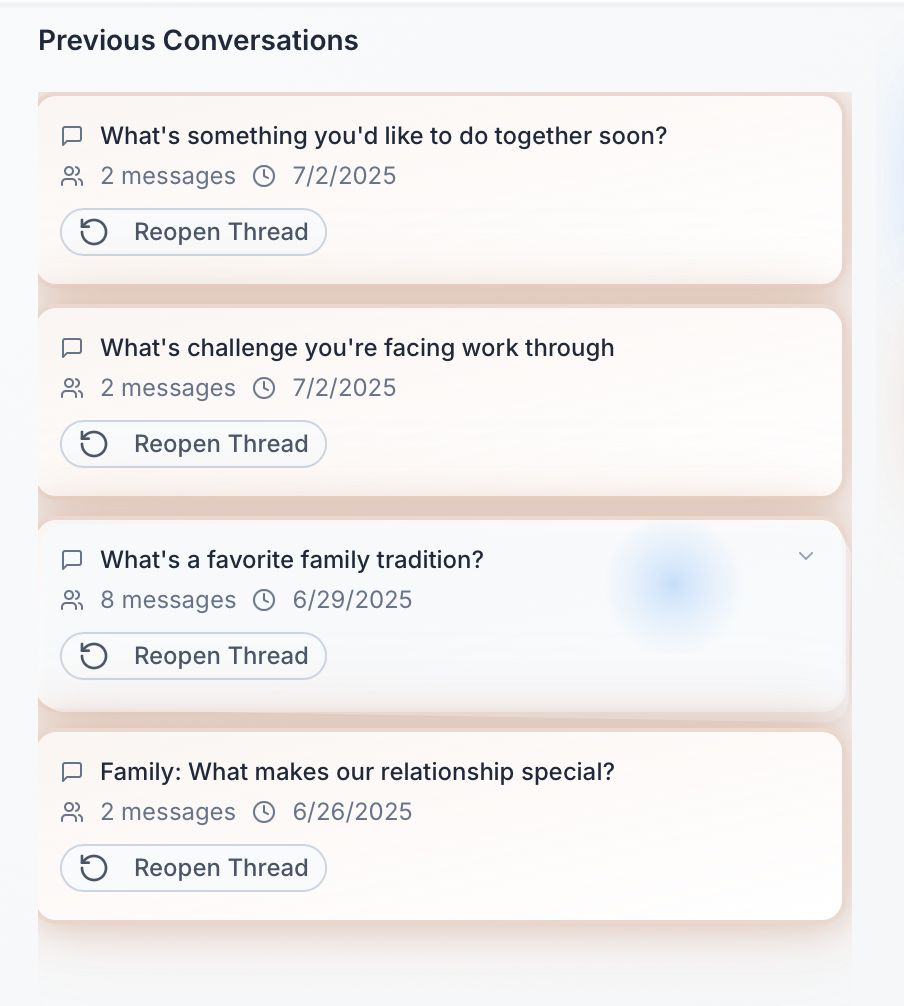 Previous Conversations
What's something you'd like to do together soon?
2 messages 7/2/2025
Reopen Thread
What's challenge you're facing work through
2 messages 7/2/2025
Reopen Thread
What's a favorite family tradition?
8 messages 6/29/2025
Reopen Thread
Family: What makes our relationship special?
2 messages 6/26/2025
Reopen Thread